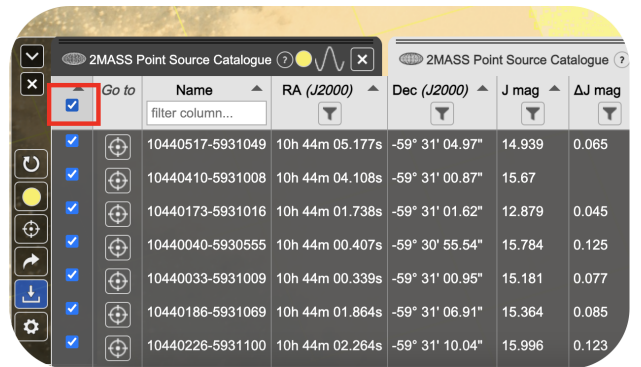 2MASS Point Source Catalogue ?
2MASS Point Source Catalogue ?
Go to Name RA (J2000) Dec (J2000) J mag ΔJ mag
filter column...
10440517-5931049 10h 44m 05.177s -59° 31' 04.97" 14.939 0.065
10440410-5931008 10h 44m 04.108s -59° 31' 00.87" 15.67
10440173-5931016 10h 44m 01.738s -59° 31' 01.62" 12.879 0.045
10440040-5930555 10h 44m 00.407s -59° 30' 55.54" 15.784 0.125
10440033-5931009 10h 44m 00.339s -59° 31' 00.95" 15.181 0.077
10440186-5931069 10h 44m 01.864s -59° 31' 06.91" 15.364 0.085
10440226-5931100 10h 44m 02.264s -59° 31' 10.04" 15.996 0.123